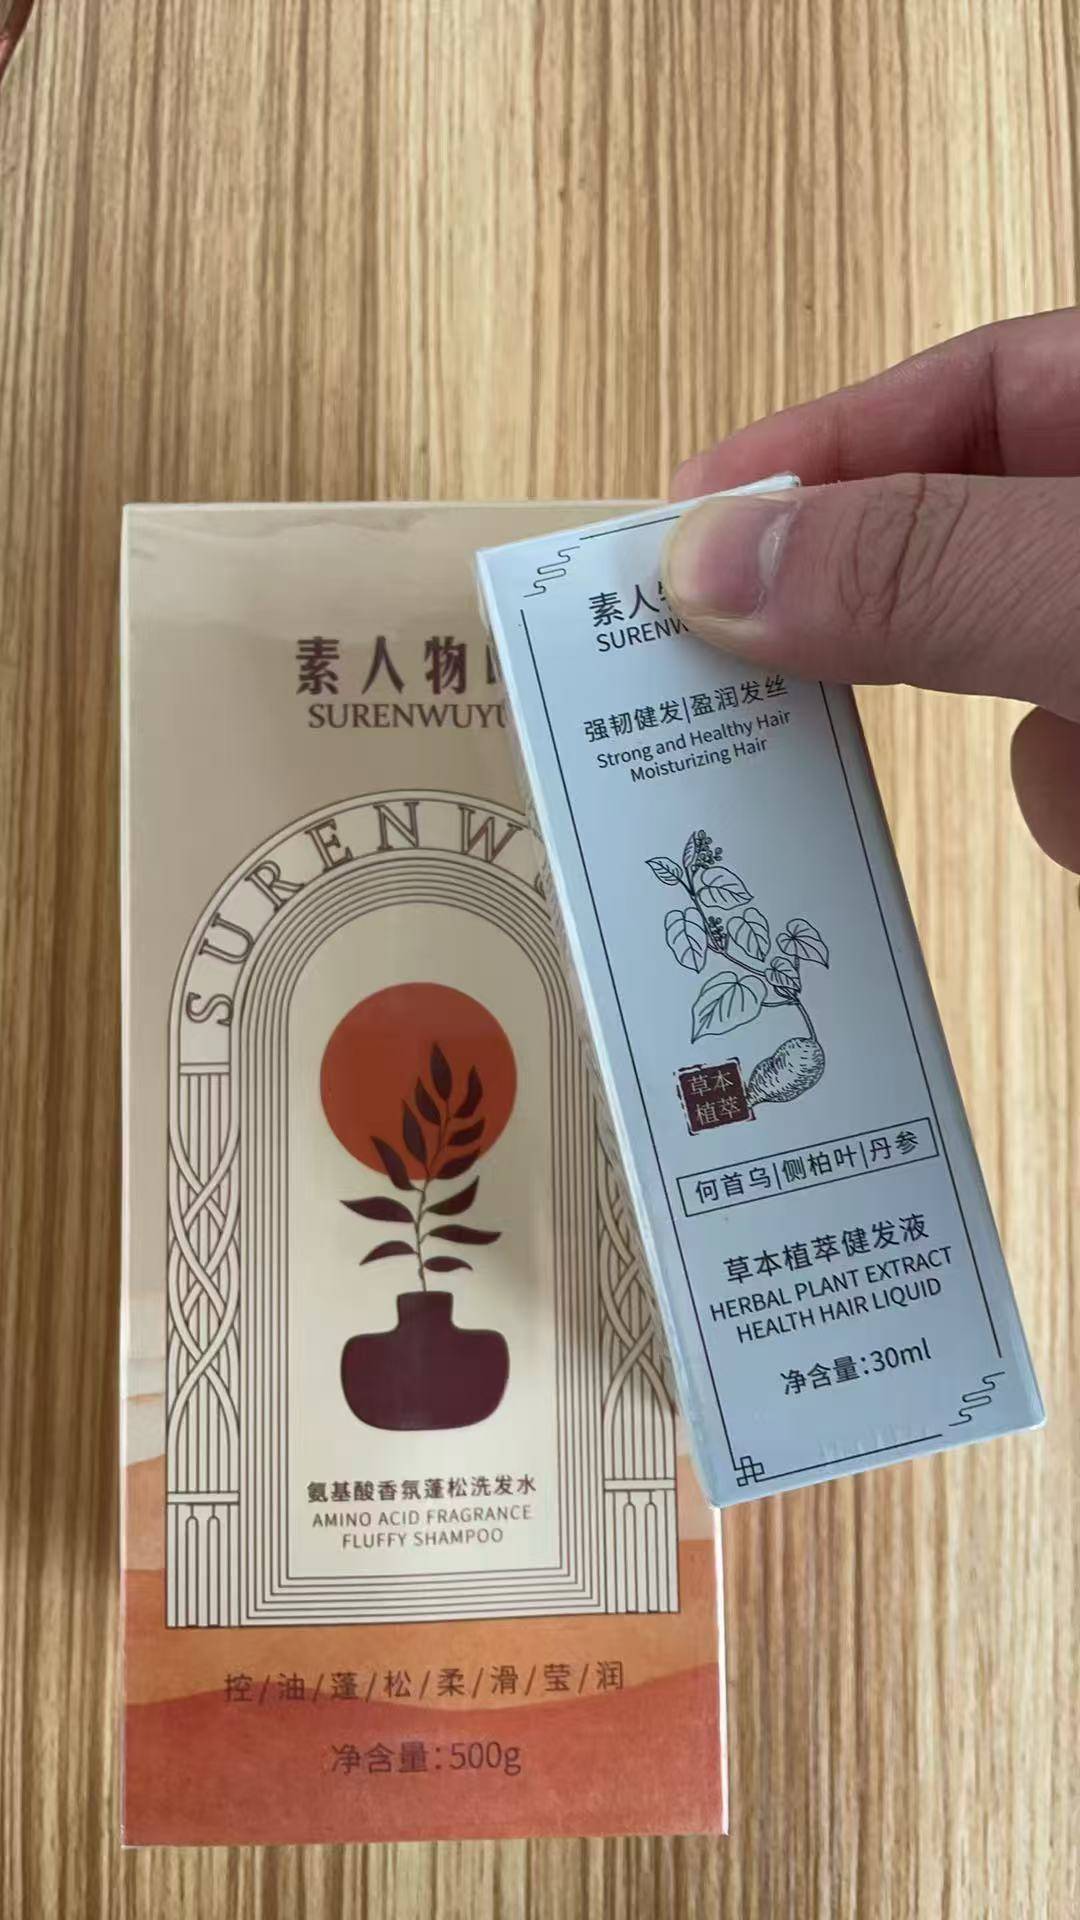 素人物
SURENWUYU
SURENW
氨基酸香氛蓬松洗发水
AMINO ACID FRAGRANCE
FLUFFY SHAMPOO
控/油/蓬/松/柔/滑/莹/润
净含量:500g
素人
SURENW
强韧健发|盈润发丝
Strong and Healthy Hair
Moisturizing Hair
草本
植萃
何首乌|侧柏叶|丹参
草本植萃健发液
HERBAL PLANT EXTRACT
HEALTH HAIR LIQUID
净含量:30ml